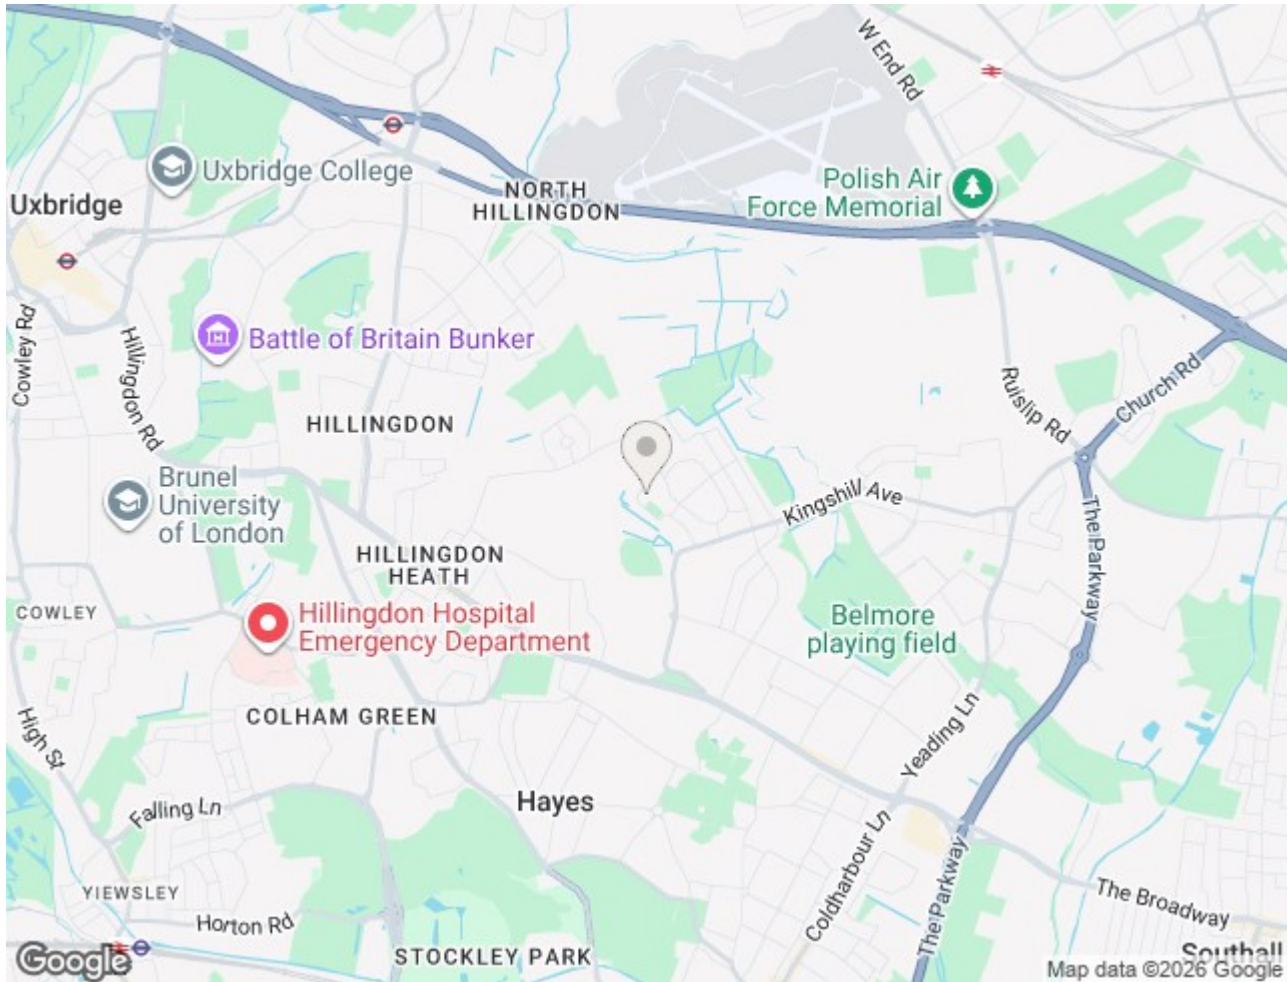 W End Rd
Uxbridge College
Polish Air
Force Memorial
NORTH
HILLINGDON
Uxbridge
Cowley Rd
Hillingdon Rd
Battle of Britain Bunker
Church Rd
Ruislip Rd
HILLINGDON
Brunel
University
of London
Kingshill Ave
The Parkway
HILLINGDON
HEATH
COWLEY
Hillingdon Hospital
Emergency Department
Belmore
playing field
High St
COLHAM GREEN
Yeading Ln
Falling Ln
Hayes
Coldharbour Ln
The Parkway
YIEWSLEY
The Broadway
Horton Rd
STOCKLEY PARK
Southall
Google
Map data ©2026 Google